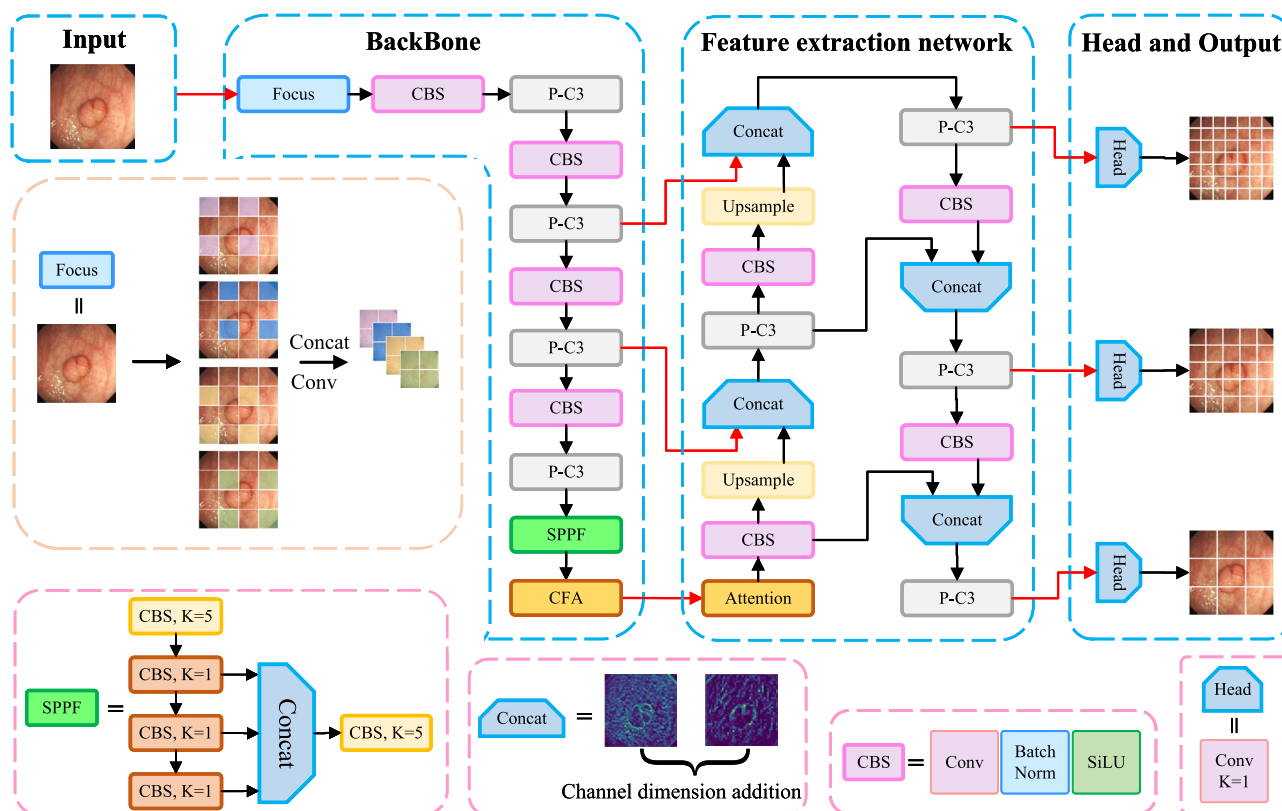 Input
BackBone
Feature extraction network
Head and Output
Focus
CBS
P-C3
CBS
P-C3
CBS
P-C3
CBS
P-C3
SPPF
CFA
Concat
Upsample
CBS
P-C3
Concat
Upsample
CBS
Attention
P-C3
CBS
Concat
P-C3
CBS
Concat
P-C3
Head
Head
Head
Focus
=
Concat
Conv
SPPF
=
CBS, K=5
CBS, K=1
CBS, K=1
CBS, K=1
Concat
CBS, K=5
Concat
=
Channel dimension addition
CBS
=
Conv
Batch
Norm
SiLU
Head
=
Conv
K=1